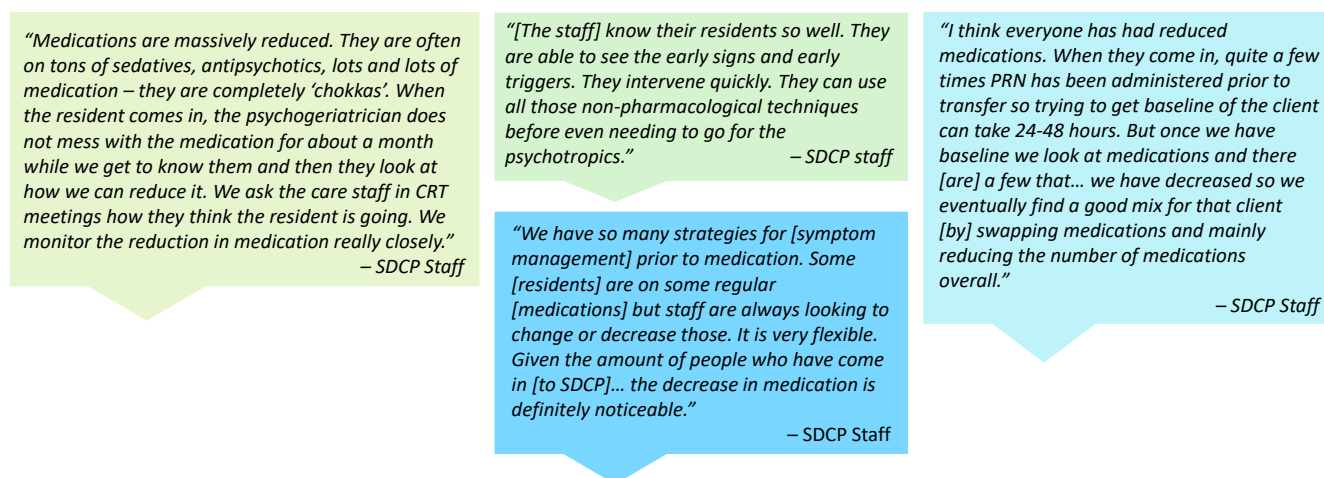 “Medications are massively reduced. They are often
on tons of sedatives, antipsychotics, lots and lots of
medication – they are completely ‘chokkas’. When
the resident comes in, the psychogeriatrician does
not mess with the medication for about a month
while we get to know them and then they look at
how we can reduce it. We ask the care staff in CRT
meetings how they think the resident is going. We
monitor the reduction in medication really closely.”
– SDCP Staff
“[The staff] know their residents so well. They
are able to see the early signs and early
triggers. They intervene quickly. They can use
all those non-pharmacological techniques
before even needing to go for the
psychotropics.” – SDCP staff
“We have so many strategies for [symptom
management] prior to medication. Some
[residents] are on some regular
[medications] but staff are always looking to
change or decrease those. It is very flexible.
Given the amount of people who have come
in [to SDCP]… the decrease in medication is
definitely noticeable.”
– SDCP Staff
“I think everyone has had reduced
medications. When they come in, quite a few
times PRN has been administered prior to
transfer so trying to get baseline of the client
can take 24-48 hours. But once we have
baseline we look at medications and there
[are] a few that… we have decreased so we
eventually find a good mix for that client
[by] swapping medications and mainly
reducing the number of medications
overall.”
– SDCP Staff